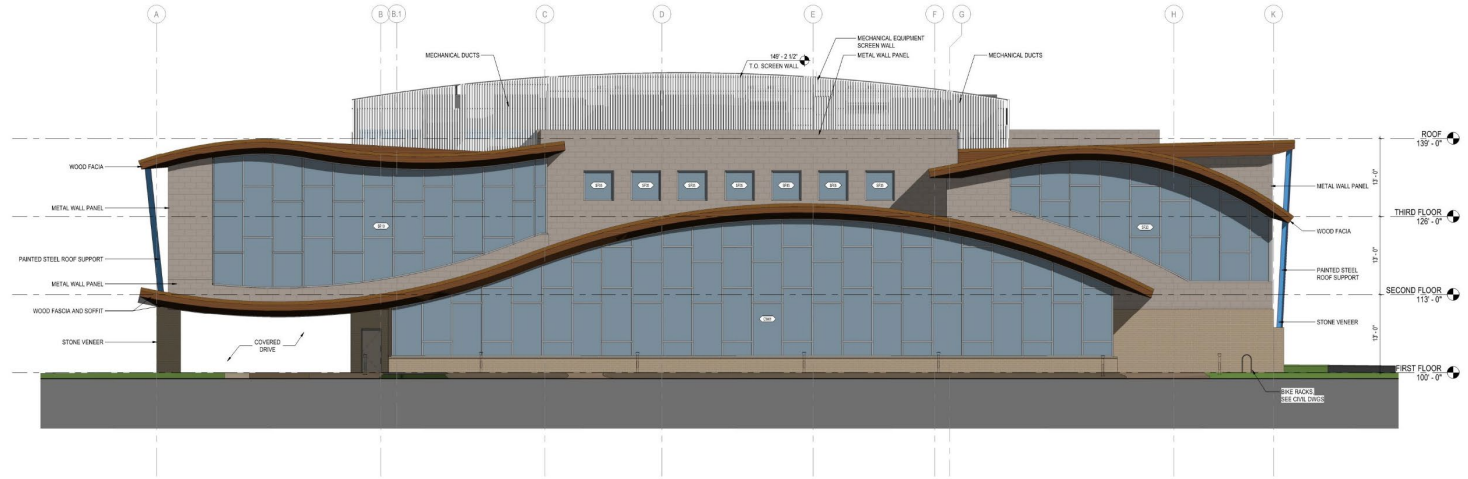 A B B.1 C D E F G H K
MECHANICAL DUCTS
149' - 2 1/2"
T.O. SCREEN WALL
MECHANICAL EQUIPMENT
SCREEN WALL
METAL WALL PANEL
MECHANICAL DUCTS
ROOF
139' - 0"
WOOD FACIA
METAL WALL PANEL
13' - 0"
METAL WALL PANEL
THIRD FLOOR
126' - 0"
WOOD FACIA
PAINTED STEEL ROOF SUPPORT
13' - 0"
PAINTED STEEL
ROOF SUPPORT
METAL WALL PANEL
SECOND FLOOR
113' - 0"
WOOD FASCIA AND SOFFIT
STONE VENEER
13' - 0"
STONE VENEER
COVERED
DRIVE
FIRST FLOOR
100' - 0"
BIKE RACKS,
SEE CIVIL DWGS